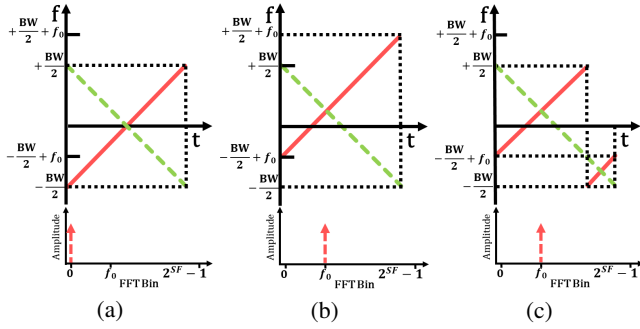 f
+BW/2 + f₀
+BW/2
t
−BW/2 + f₀
−BW/2
Amplitude
0 f₀ 2^SF − 1
FFT Bin
(a)
f
+BW/2 + f₀
+BW/2
t
−BW/2 + f₀
−BW/2
Amplitude
0 f₀ 2^SF − 1
FFT Bin
(b)
f
+BW/2 + f₀
+BW/2
t
−BW/2 + f₀
−BW/2
Amplitude
0 f₀ 2^SF − 1
FFT Bin
(c)